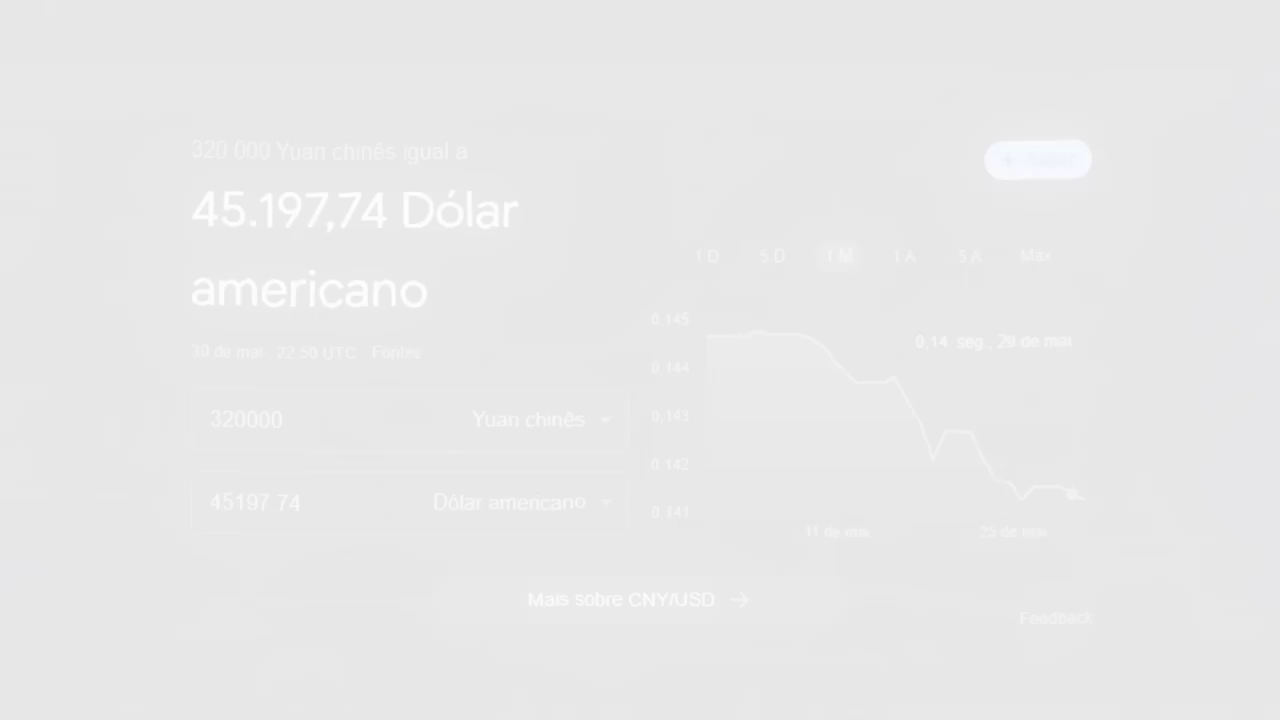 320.000 Yuan chinês igual a
45.197,74 Dólar
americano
30 de mai., 22:50 UTC · Fontes
320000 Yuan chinês
45197.74 Dólar americano
+ Seguir
1 D 5 D 1 M 1 A 5 A Máx
0,14 seg., 29 de mai
0,145
0,144
0,143
0,142
0,141
11 de mai
25 de mai
Mais sobre CNY/USD →
Feedback